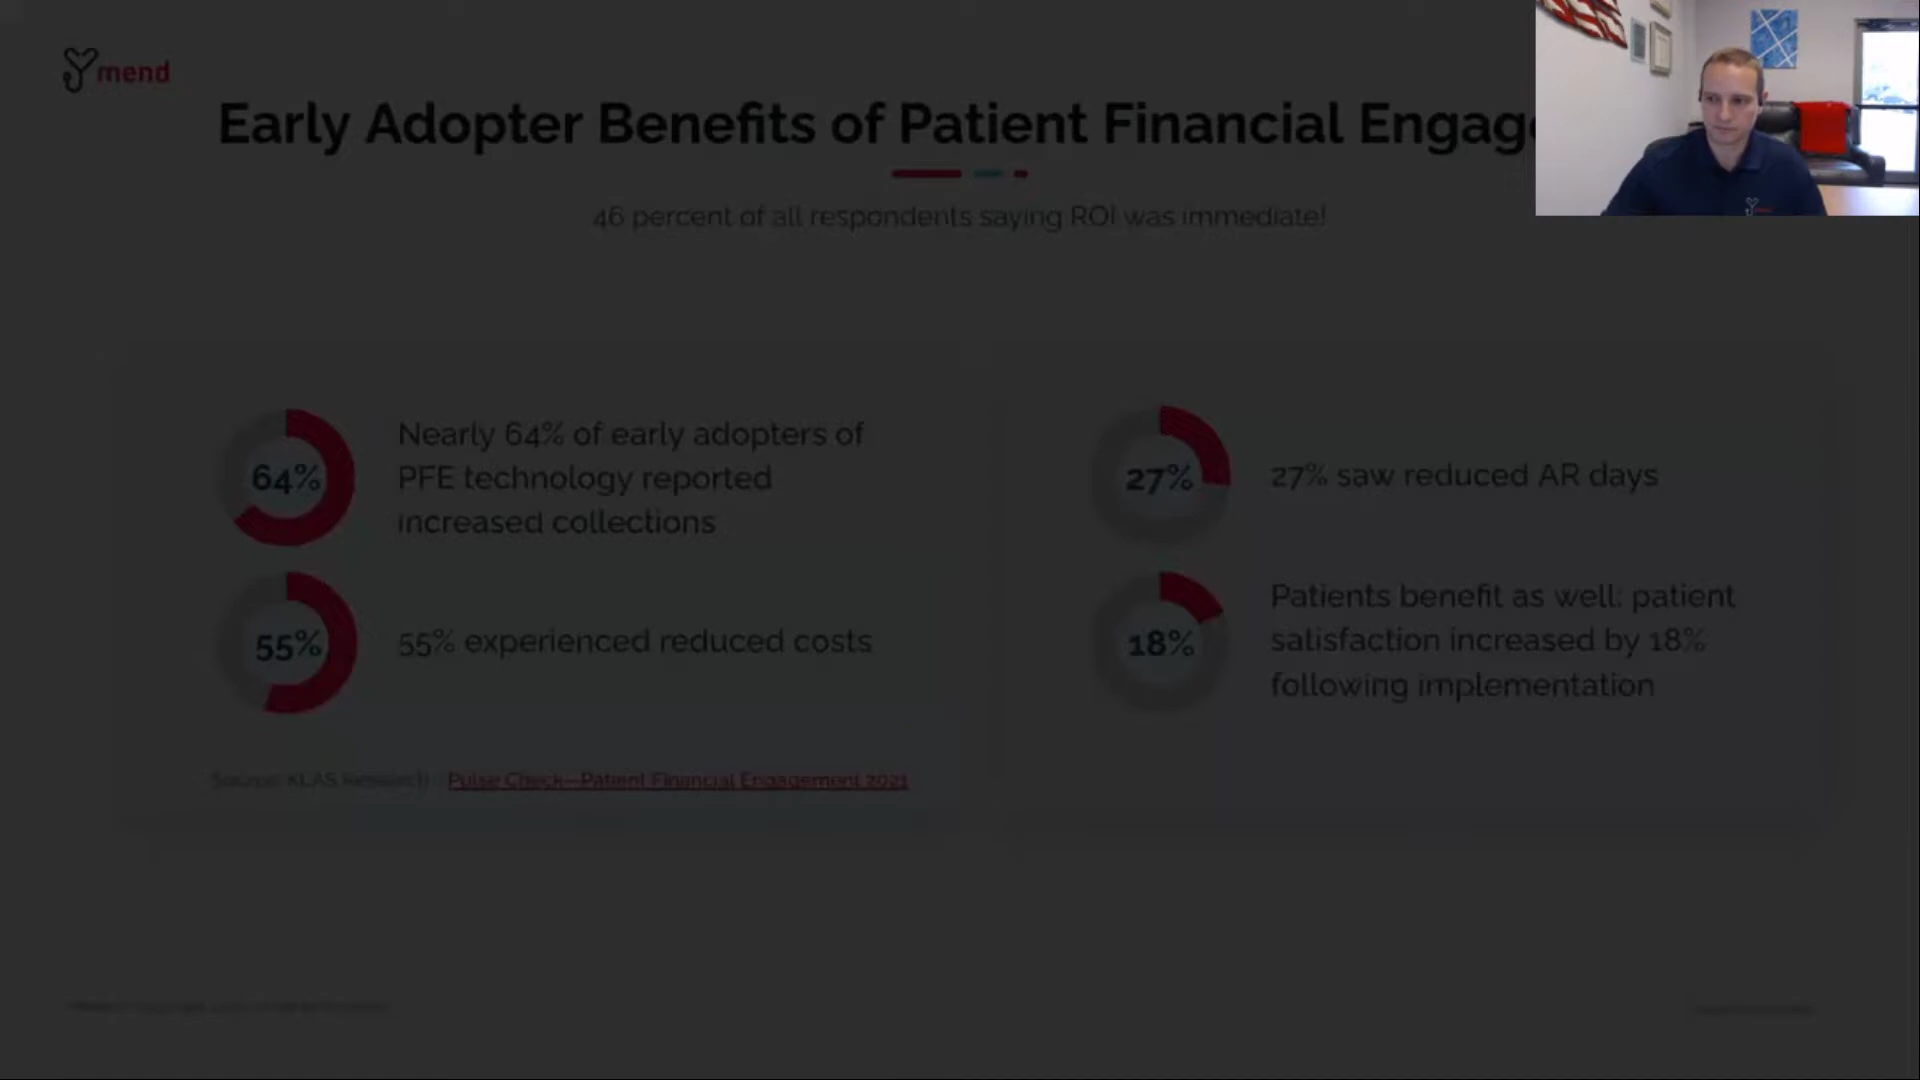 mend
Early Adopter Benefits of Patient Financial Engag
46 percent of all respondents saying ROI was immediate!
64%
Nearly 64% of early adopters of
PFE technology reported
increased collections
55%
55% experienced reduced costs
Source: KLAS Research - Pulse Check—Patient Financial Engagement 2021
27%
27% saw reduced AR days
18%
Patients benefit as well: patient
satisfaction increased by 18%
following implementation